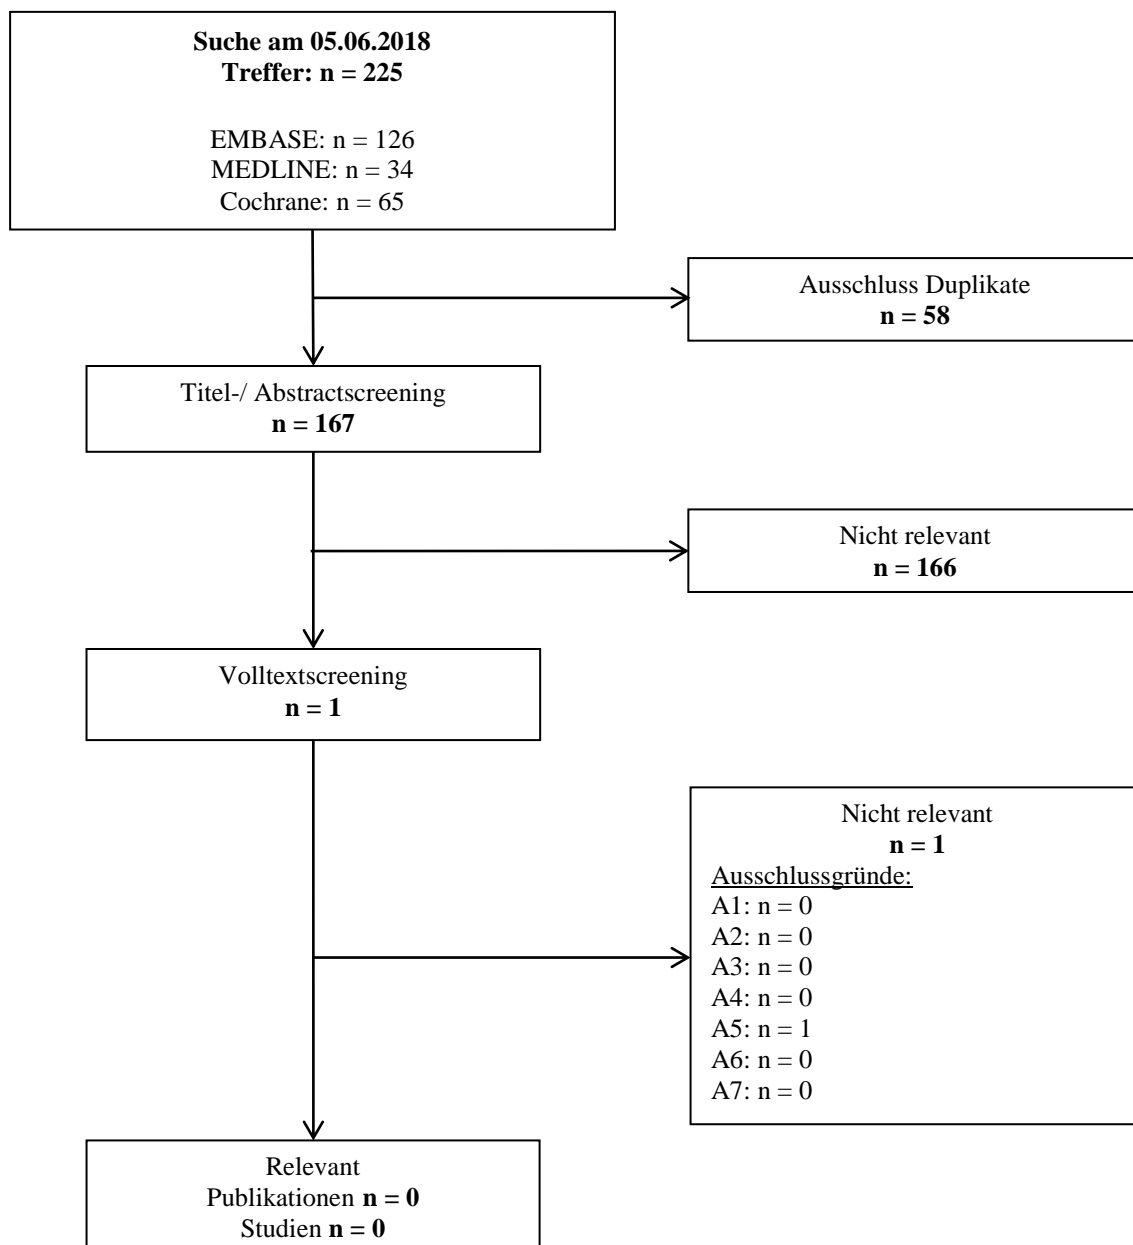 Suche am 05.06.2018
Treffer: n = 225
EMBASE: n = 126
MEDLINE: n = 34
Cochrane: n = 65
Ausschluss Duplikate
n = 58
Titel-/ Abstractscreening
n = 167
Nicht relevant
n = 166
Volltextscreening
n = 1
Nicht relevant
n = 1
Ausschlussgründe:
A1: n = 0
A2: n = 0
A3: n = 0
A4: n = 0
A5: n = 1
A6: n = 0
A7: n = 0
Relevant
Publikationen n = 0
Studien n = 0